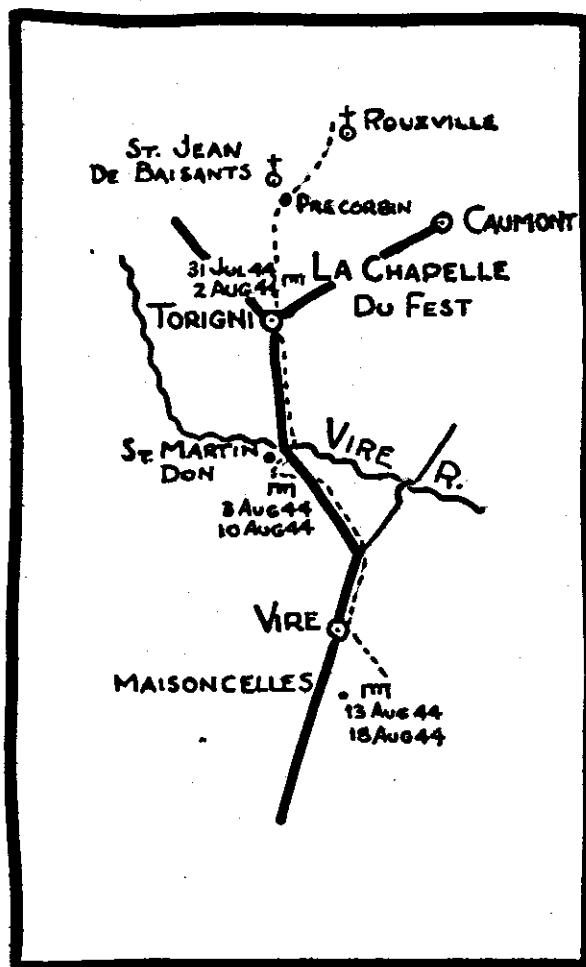 ROUXVILLE
ST. JEAN
DE BAISANTS
PRECORBIN
CAUMONT
31 JUL 44
2 AUG 44
LA CHAPELLE
DU FEST
TORIGNI
VIRE
R.
ST. MARTIN
DON
8 AUG 44
10 AUG 44
VIRE
MAISONCELLES
13 AUG 44
18 AUG 44